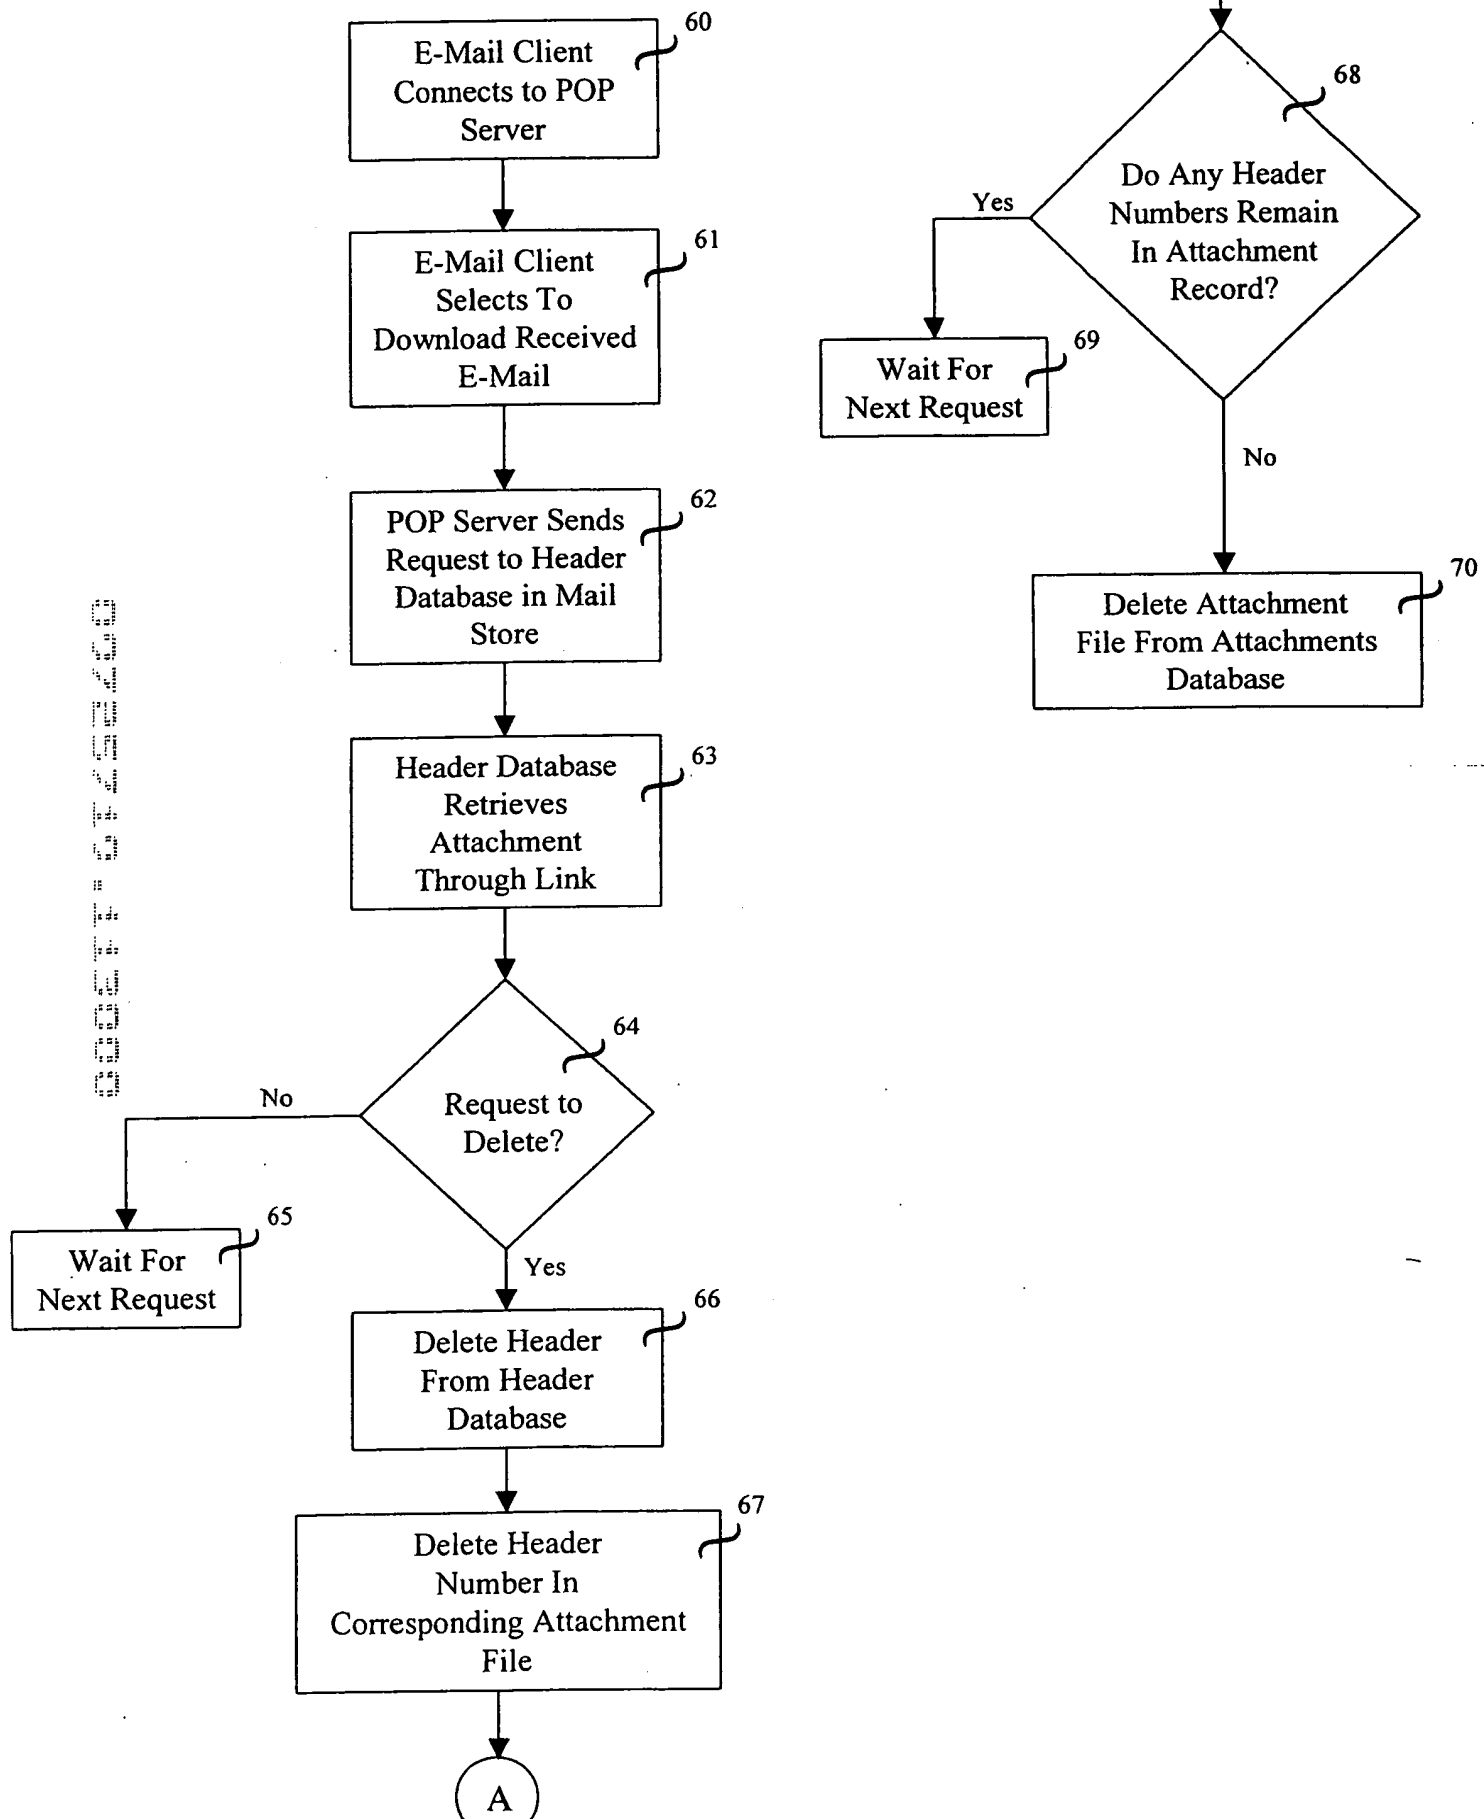 60
E-Mail Client
Connects to POP
Server
61
E-Mail Client
Selects To
Download Received
E-Mail
62
POP Server Sends
Request to Header
Database in Mail
Store
63
Header Database
Retrieves
Attachment
Through Link
64
Request to
Delete?
No
65
Wait For
Next Request
Yes
66
Delete Header
From Header
Database
67
Delete Header
Number In
Corresponding Attachment
File
A
68
Do Any Header
Numbers Remain
In Attachment
Record?
Yes
69
Wait For
Next Request
No
70
Delete Attachment
File From Attachments
Database